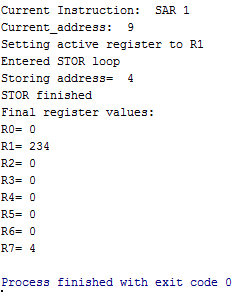 Current Instruction:  SAR 1
Current_address:  9
Setting active register to R1
Entered STOR loop
Storing address=  4
STOR finished
Final register values:
R0= 0
R1= 234
R2= 0
R3= 0
R4= 0
R5= 0
R6= 0
R7= 4
Process finished with exit code 0